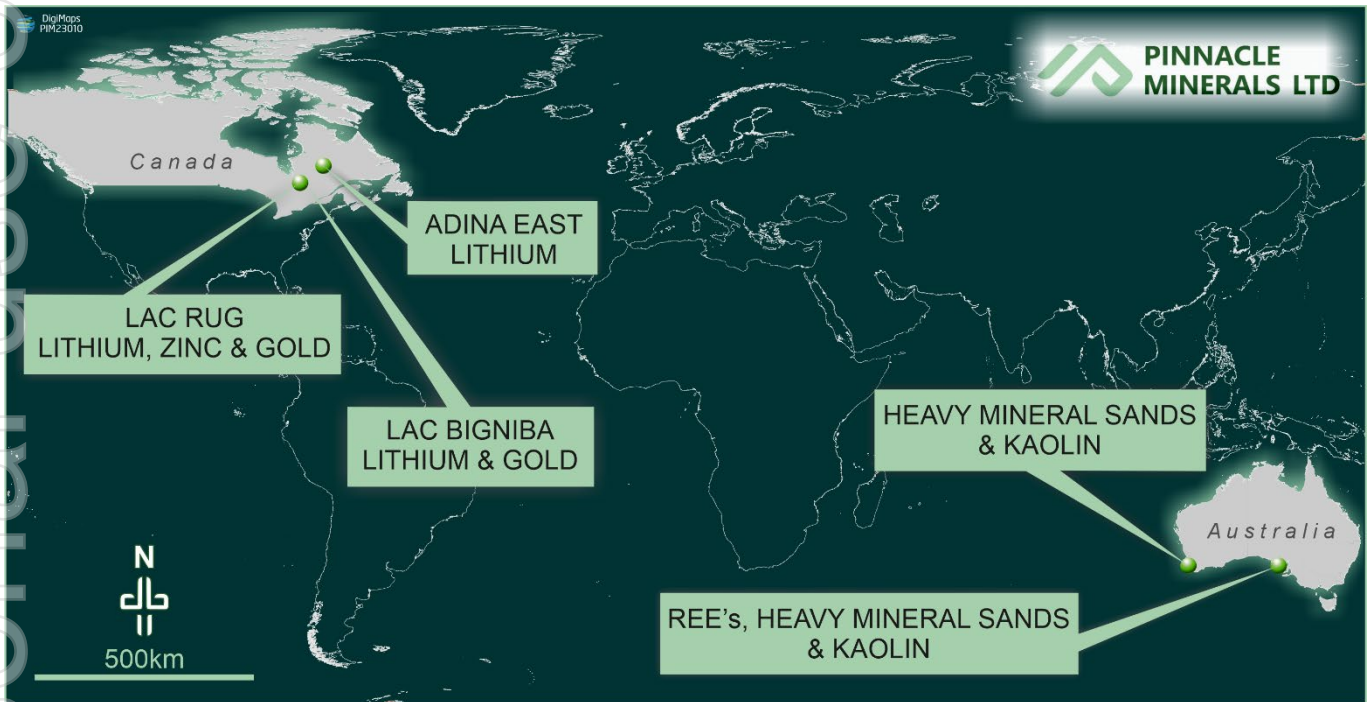 DigiMaps
PIM23010
PINNACLE
MINERALS LTD
Canada
ADINA EAST
LITHIUM
LAC RUG
LITHIUM, ZINC & GOLD
LAC BIGNIBA
LITHIUM & GOLD
HEAVY MINERAL SANDS
& KAOLIN
Australia
REE's, HEAVY MINERAL SANDS
& KAOLIN
N
500km